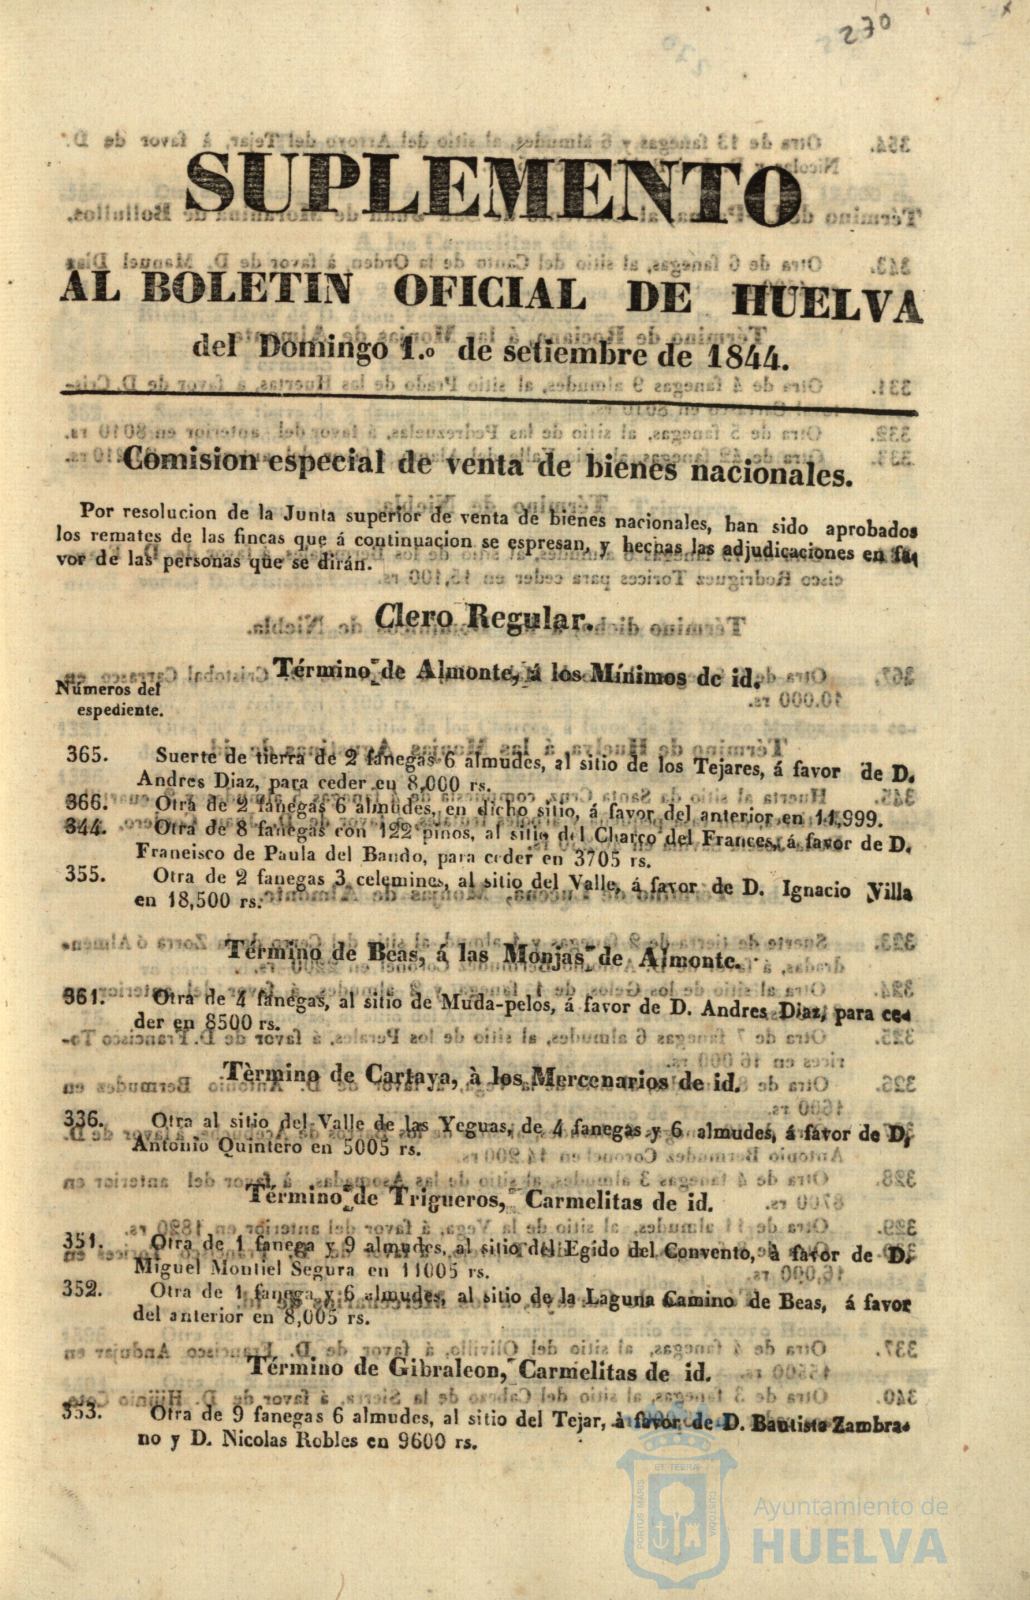 270
SUPLEMENTO
AL BOLETIN OFICIAL DE HUELVA
del Domingo 1.o de setiembre de 1844.
Comision especial de venta de bienes nacionales.
Por resolucion de la Junta superior de venta de bienes nacionales, han sido aprobados
los remates de las fincas que á continuacion se espresan, y hechas las adjudicaciones en fa-
vor de las personas que se dirán.
Clero Regular.
Término de Almonte, á los Mínimos de id.
Números del
espediente.
365. Suerte de tierra de 2 fanegas 6 almudes, al sitio de los Tejares, á favor de D.
Andres Diaz, para ceder en 8,000 rs.
366. Otra de 2 fanegas 6 almudes, en dicho sitio, á favor del anterior en 11,999.
344. Otra de 8 fanegas con 122 pinos, al sitio del Charco del Frances, á favor de D.
Francisco de Paula del Bando, para ceder en 3705 rs.
355. Otra de 2 fanegas 3 celemines, al sitio del Valle, á favor de D. Ignacio Villa
en 18,500 rs.
Término de Beas, á las Monjas de Almonte.
361. Otra de 4 fanegas, al sitio de Muda-pelos, á favor de D. Andres Diaz, para ce-
der en 8500 rs.
Tèrmino de Cartaya, à los Mercenarios de id.
336. Otra al sitio del Valle de las Yeguas, de 4 fanegas y 6 almudes, á favor de D.
Antonio Quintero en 5005 rs.
Término de Trigueros, Carmelitas de id.
351. Otra de 1 fanega y 9 almudes, al sitio del Egido del Convento, à favor de D.
Miguel Montiel Segura en 11005 rs.
352. Otra de 1 fanega y 6 almudes, al sitio de la Laguna Camino de Beas, á favor
del anterior en 8,005 rs.
Término de Gibraleon, Carmelitas de id.
353. Otra de 9 fanegas 6 almudes, al sitio del Tejar, à favor de D. Bautista Zambra-
no y D. Nicolas Robles en 9600 rs.
PORTUS MARIS ET TERRÆ CUSTODIA
Ayuntamiento de
HUELVA